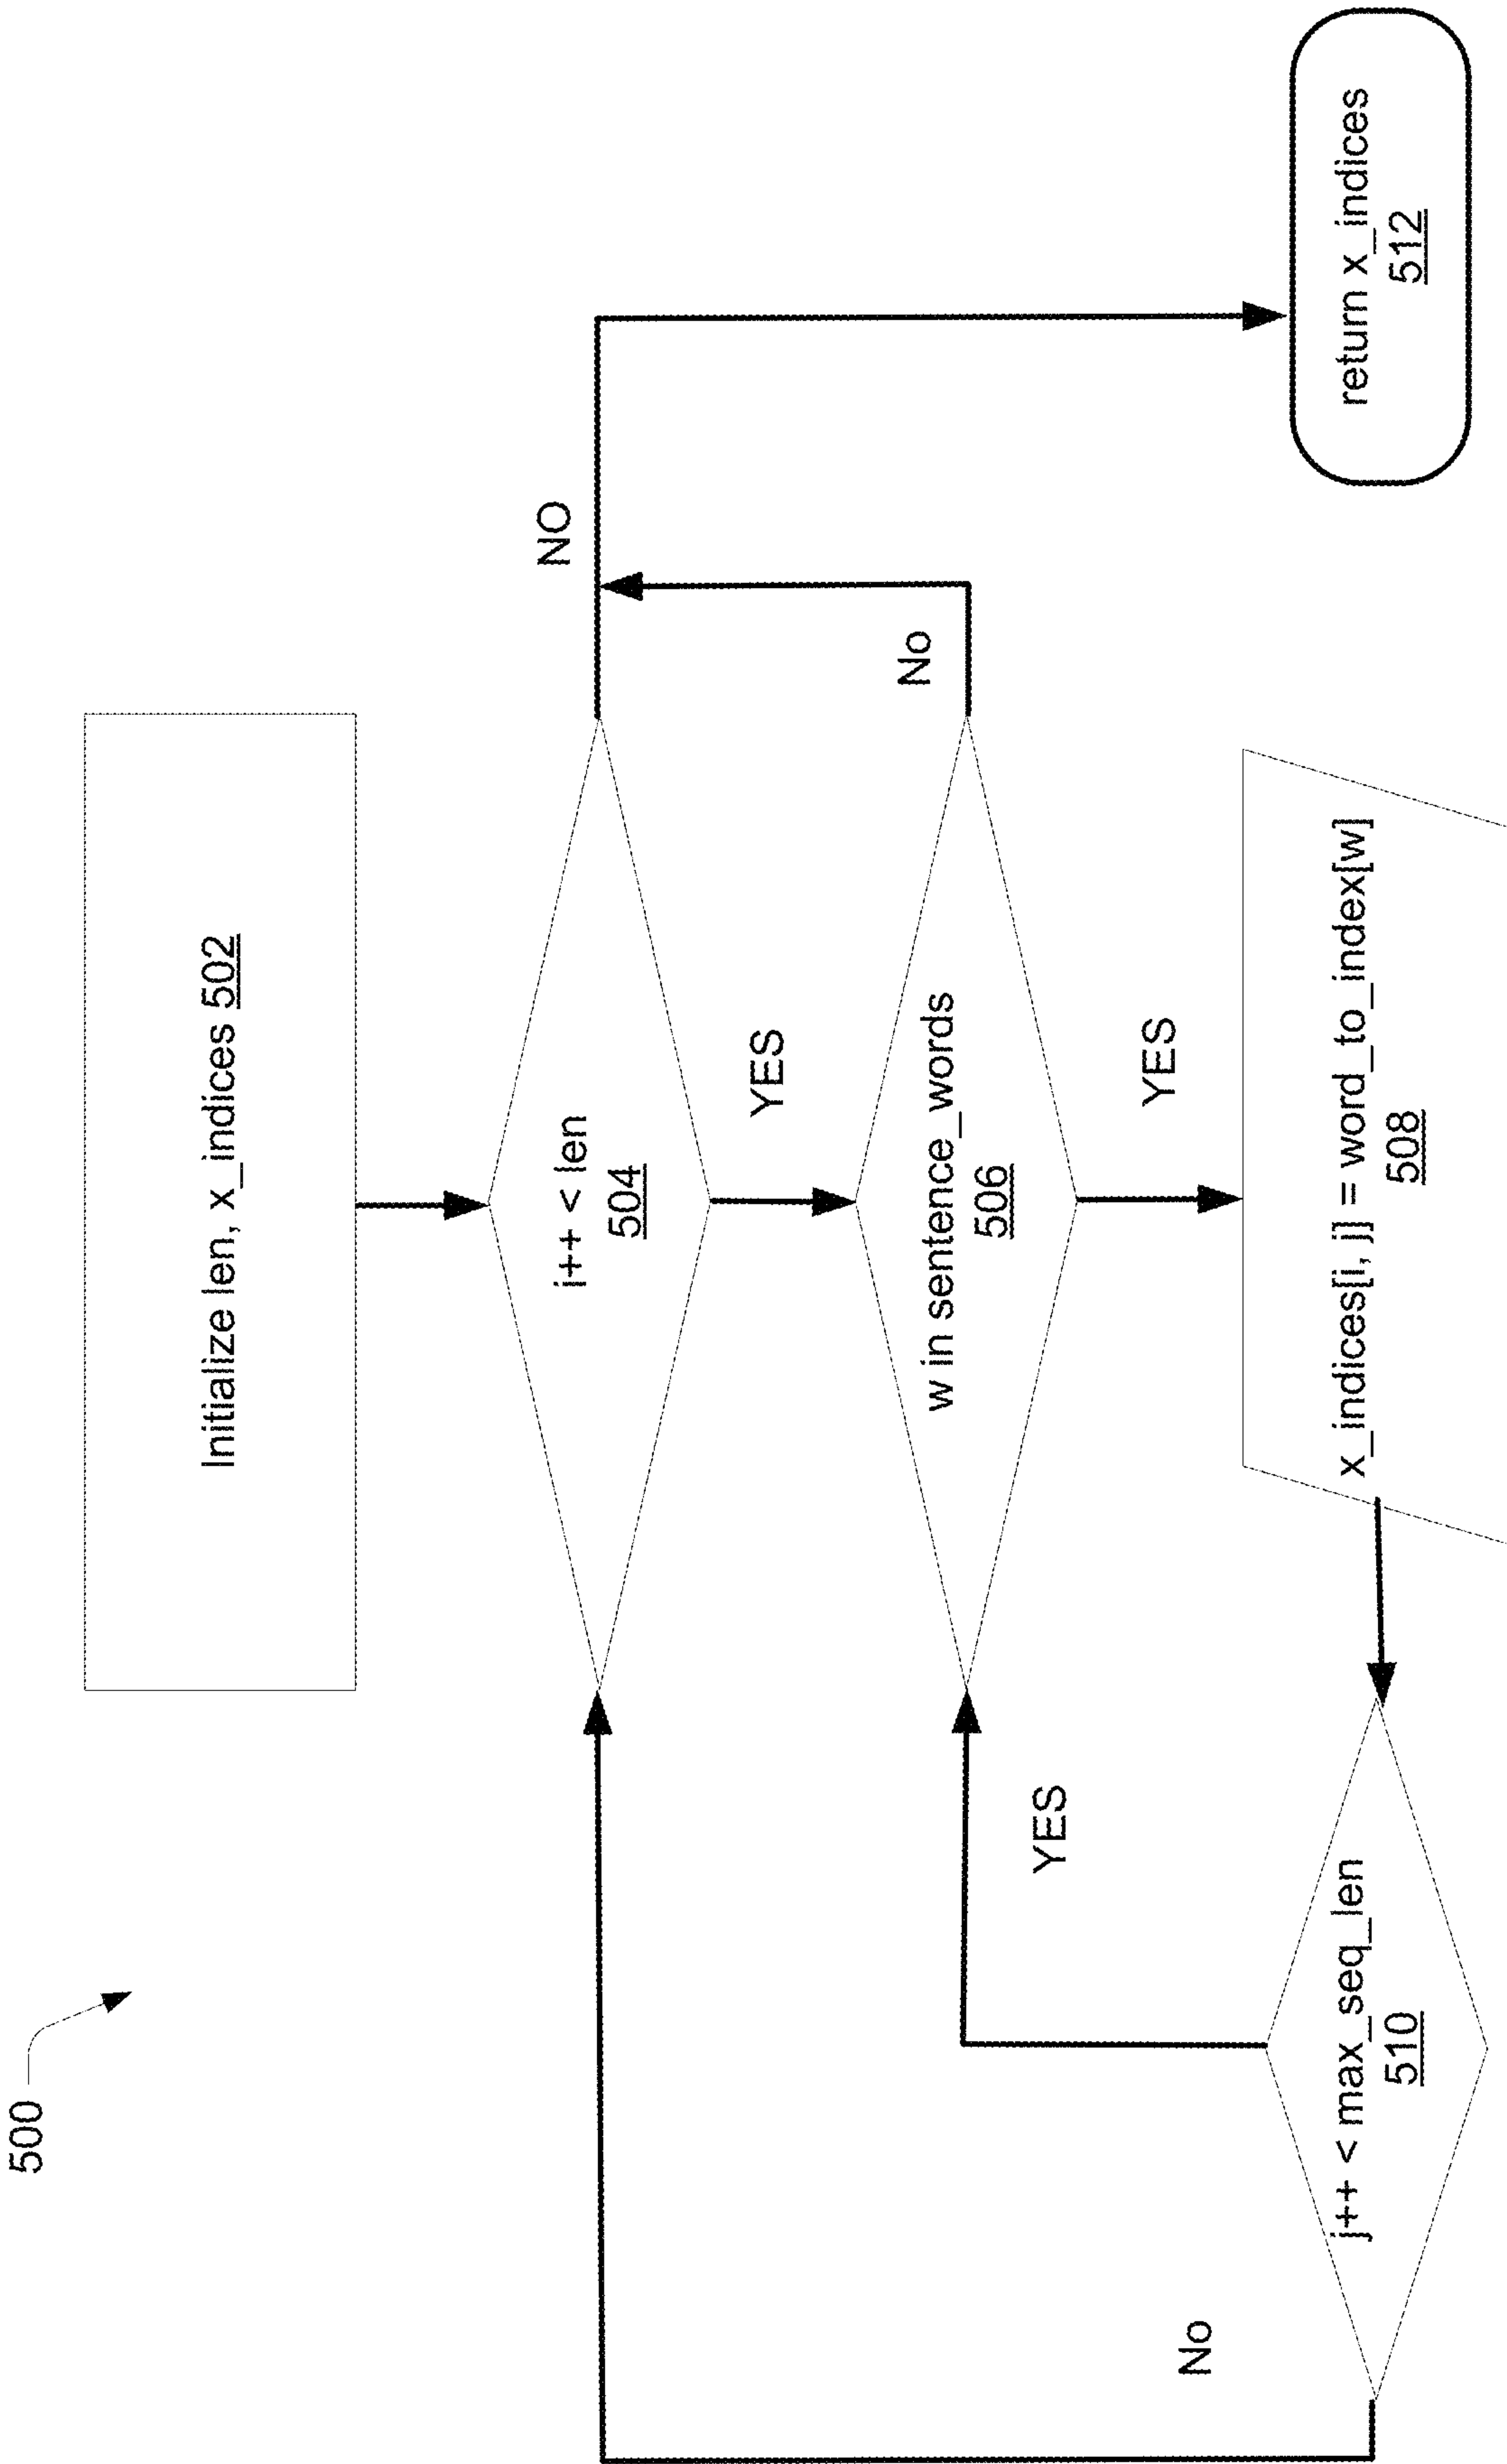 500
Initialize len, x_indices 502
i++ < len
504
NO
YES
w in sentence_words
506
No
YES
YES
x_indices[i, j] = word_to_index[w]
508
j++ < max_seq_len
510
No
return x_indices
512